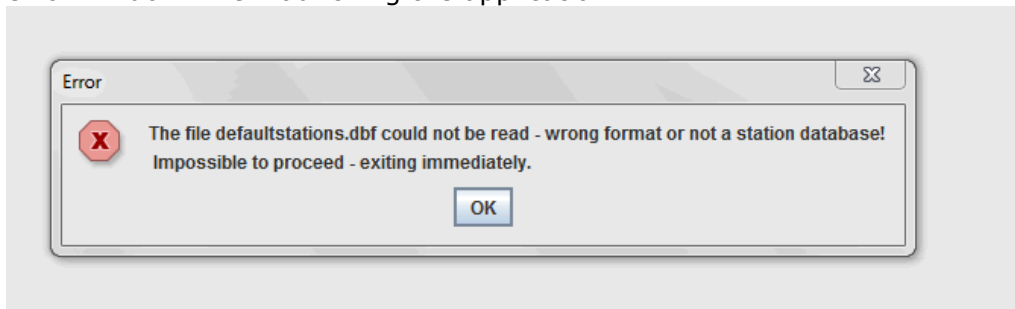 Error
The file defaultstations.dbf could not be read - wrong format or not a station database!
Impossible to proceed - exiting immediately.
OK